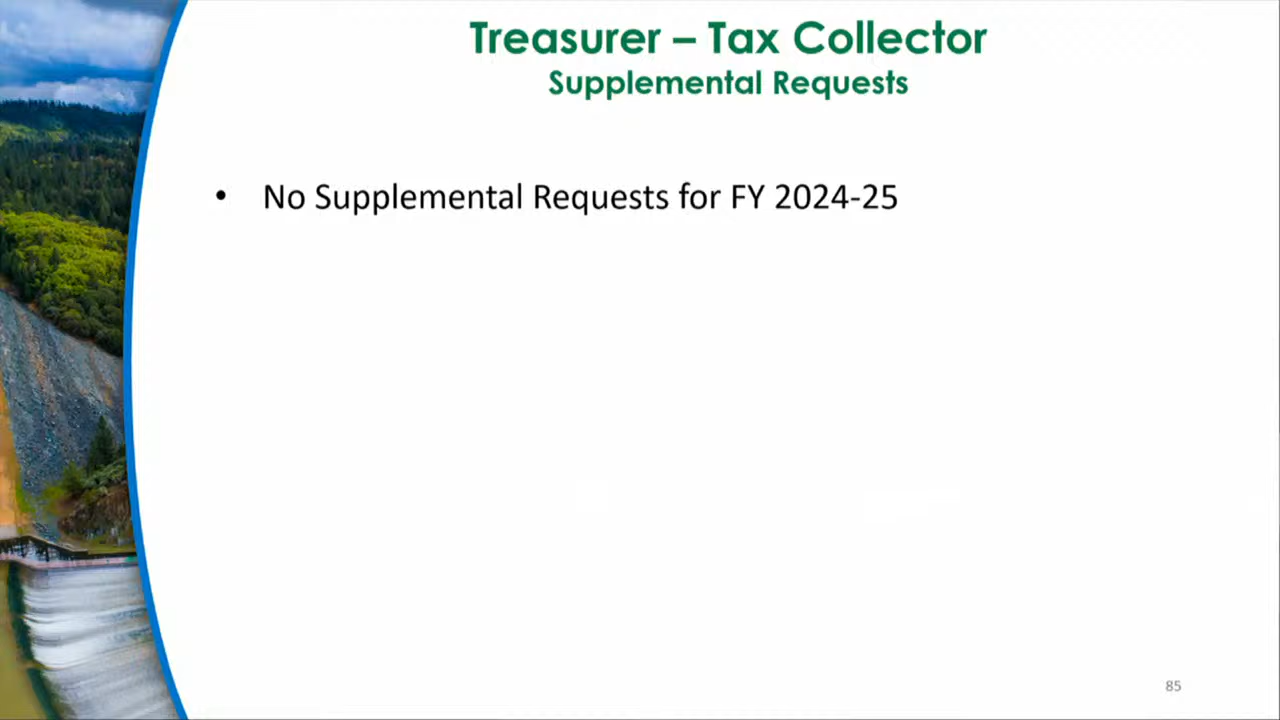 Treasurer – Tax Collector
Supplemental Requests
• No Supplemental Requests for FY 2024-25
85